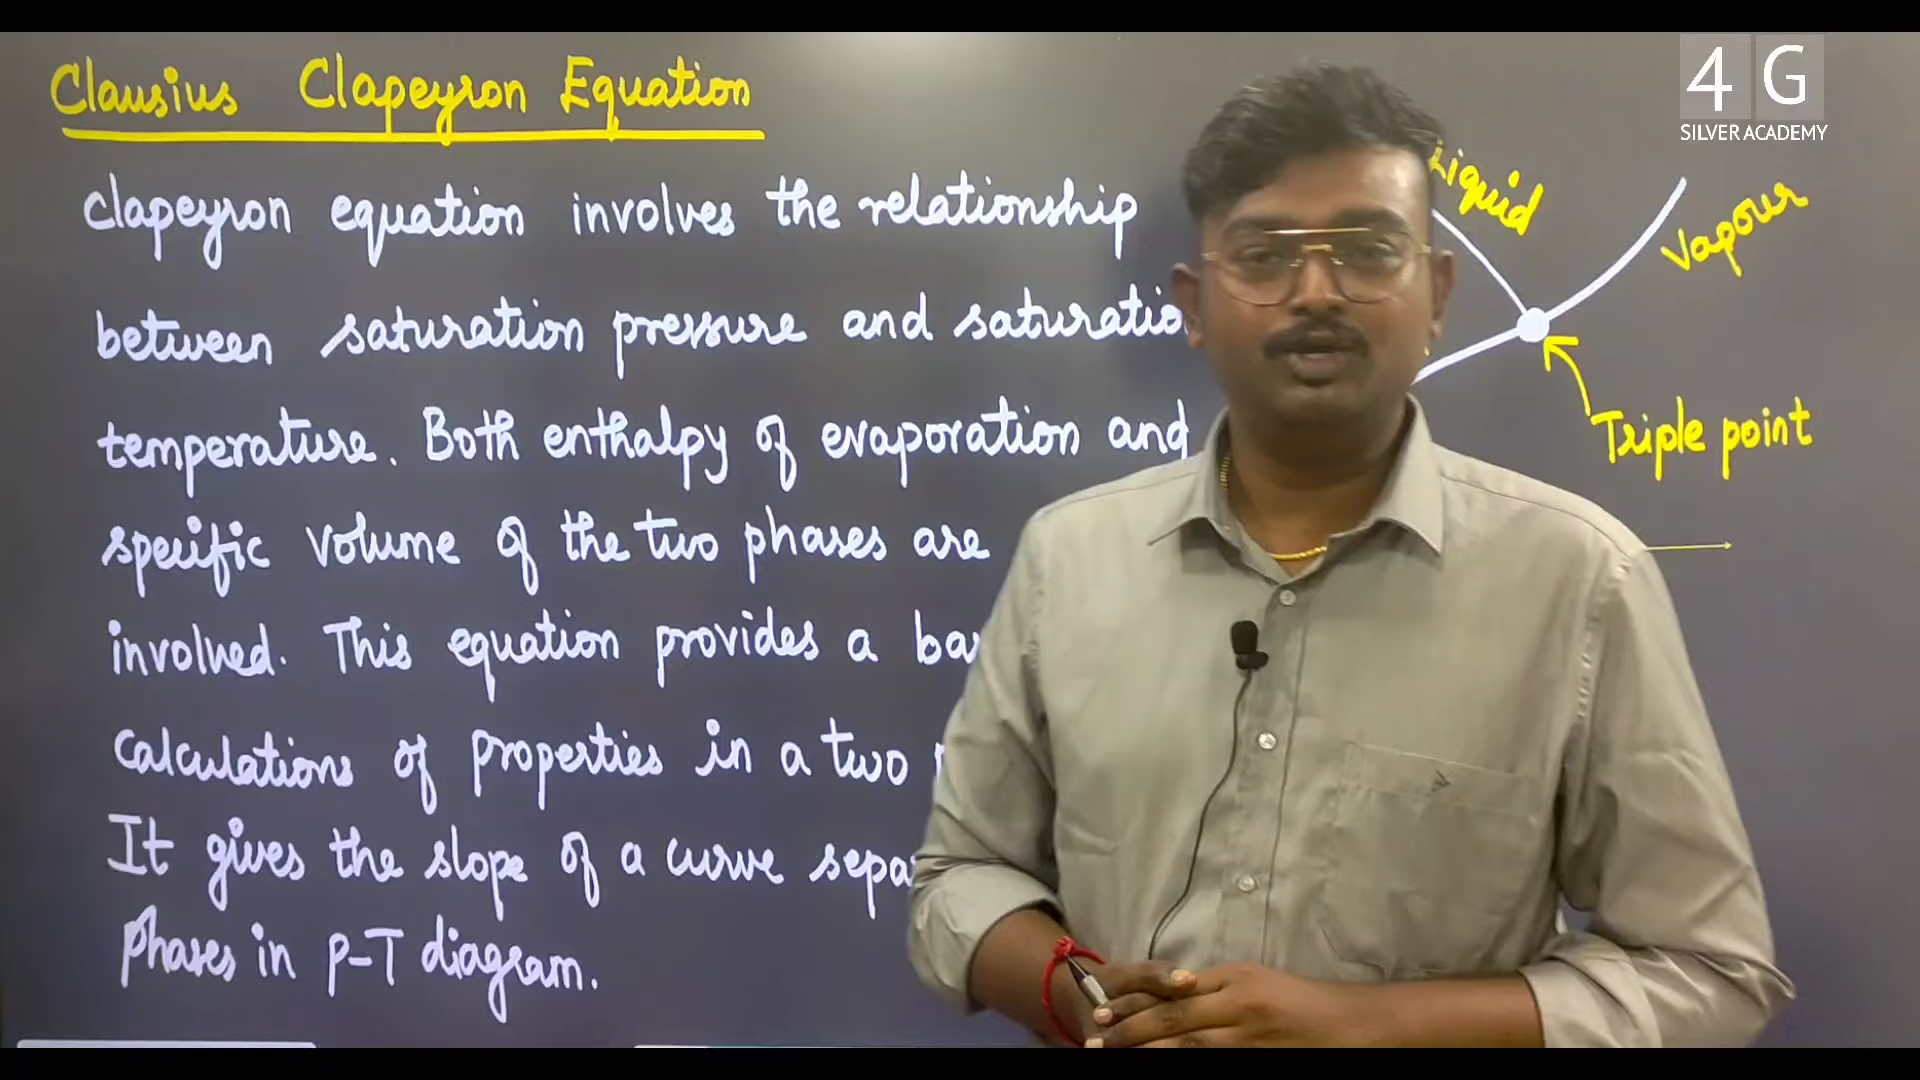 Clausius Clapeyron Equation
Clapeyron equation involves the relationship
between saturation pressure and saturatio
temperature. Both enthalpy of evaporation and
specific volume of the two phases are
involved. This equation provides a ba
Calculations of properties in a two
It gives the slope of a curve sepa
Phases in P-T diagram.
4G
SILVER ACADEMY
Liquid
Vapour
Triple point